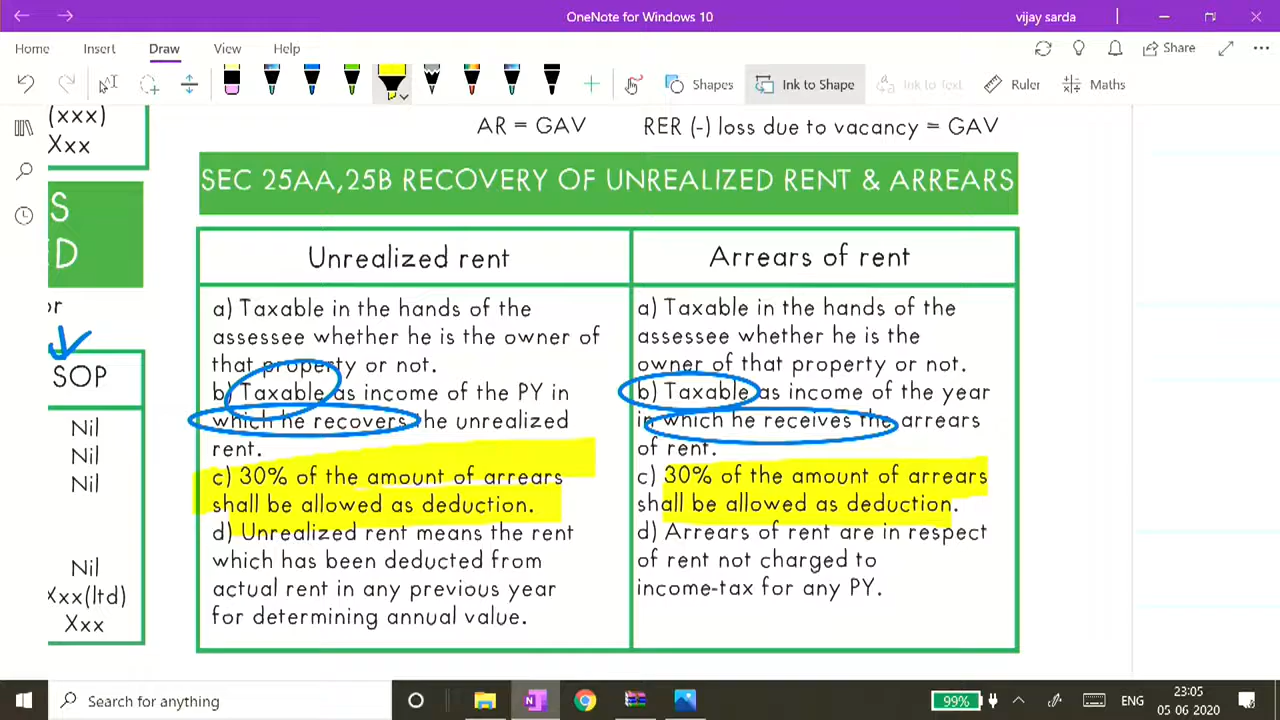 OneNote for Windows 10
vijay sarda
Home Insert Draw View Help
Share
Shapes
Ink to Shape
Ink to Text
Ruler
Maths
(xxx)
Xxx
AR = GAV
RER (-) loss due to vacancy = GAV
SEC 25AA,25B RECOVERY OF UNREALIZED RENT & ARREARS
S
D
or
SOP
Nil
Nil
Nil
Nil
Xxx(ltd)
Xxx
Unrealized rent
a) Taxable in the hands of the
assessee whether he is the owner of
that property or not.
b) Taxable as income of the PY in
which he recovers the unrealized
rent.
c) 30% of the amount of arrears
shall be allowed as deduction.
d) Unrealized rent means the rent
which has been deducted from
actual rent in any previous year
for determining annual value.
Arrears of rent
a) Taxable in the hands of the
assessee whether he is the
owner of that property or not.
b) Taxable as income of the year
in which he receives the arrears
of rent.
c) 30% of the amount of arrears
shall be allowed as deduction.
d) Arrears of rent are in respect
of rent not charged to
income-tax for any PY.
Search for anything
99%
ENG
23:05
05 06 2020